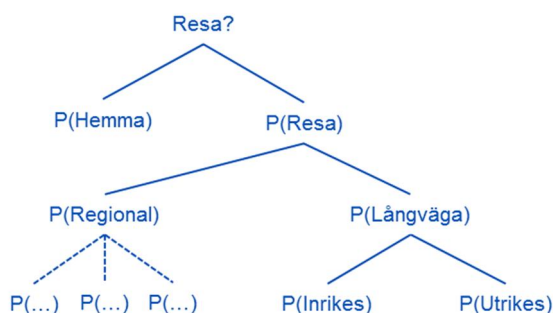 Resa?
P(Hemma)
P(Resa)
P(Regional)
P(Långväga)
P(...)
P(...)
P(...)
P(Inrikes)
P(Utrikes)